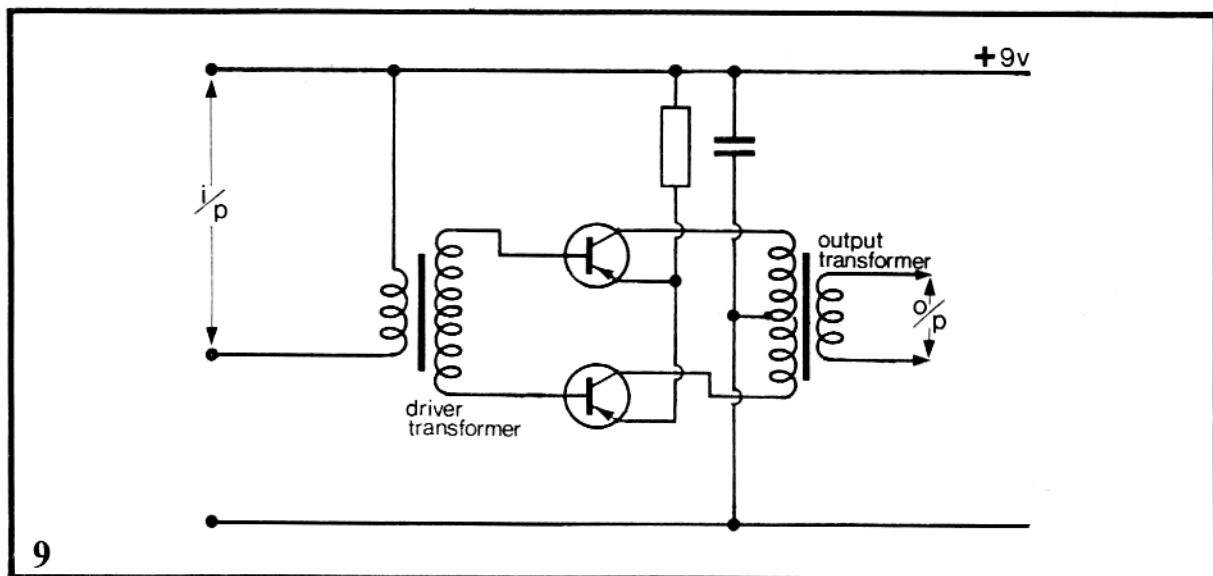 +9v
i/p
output
transformer
o/p
driver
transformer
9